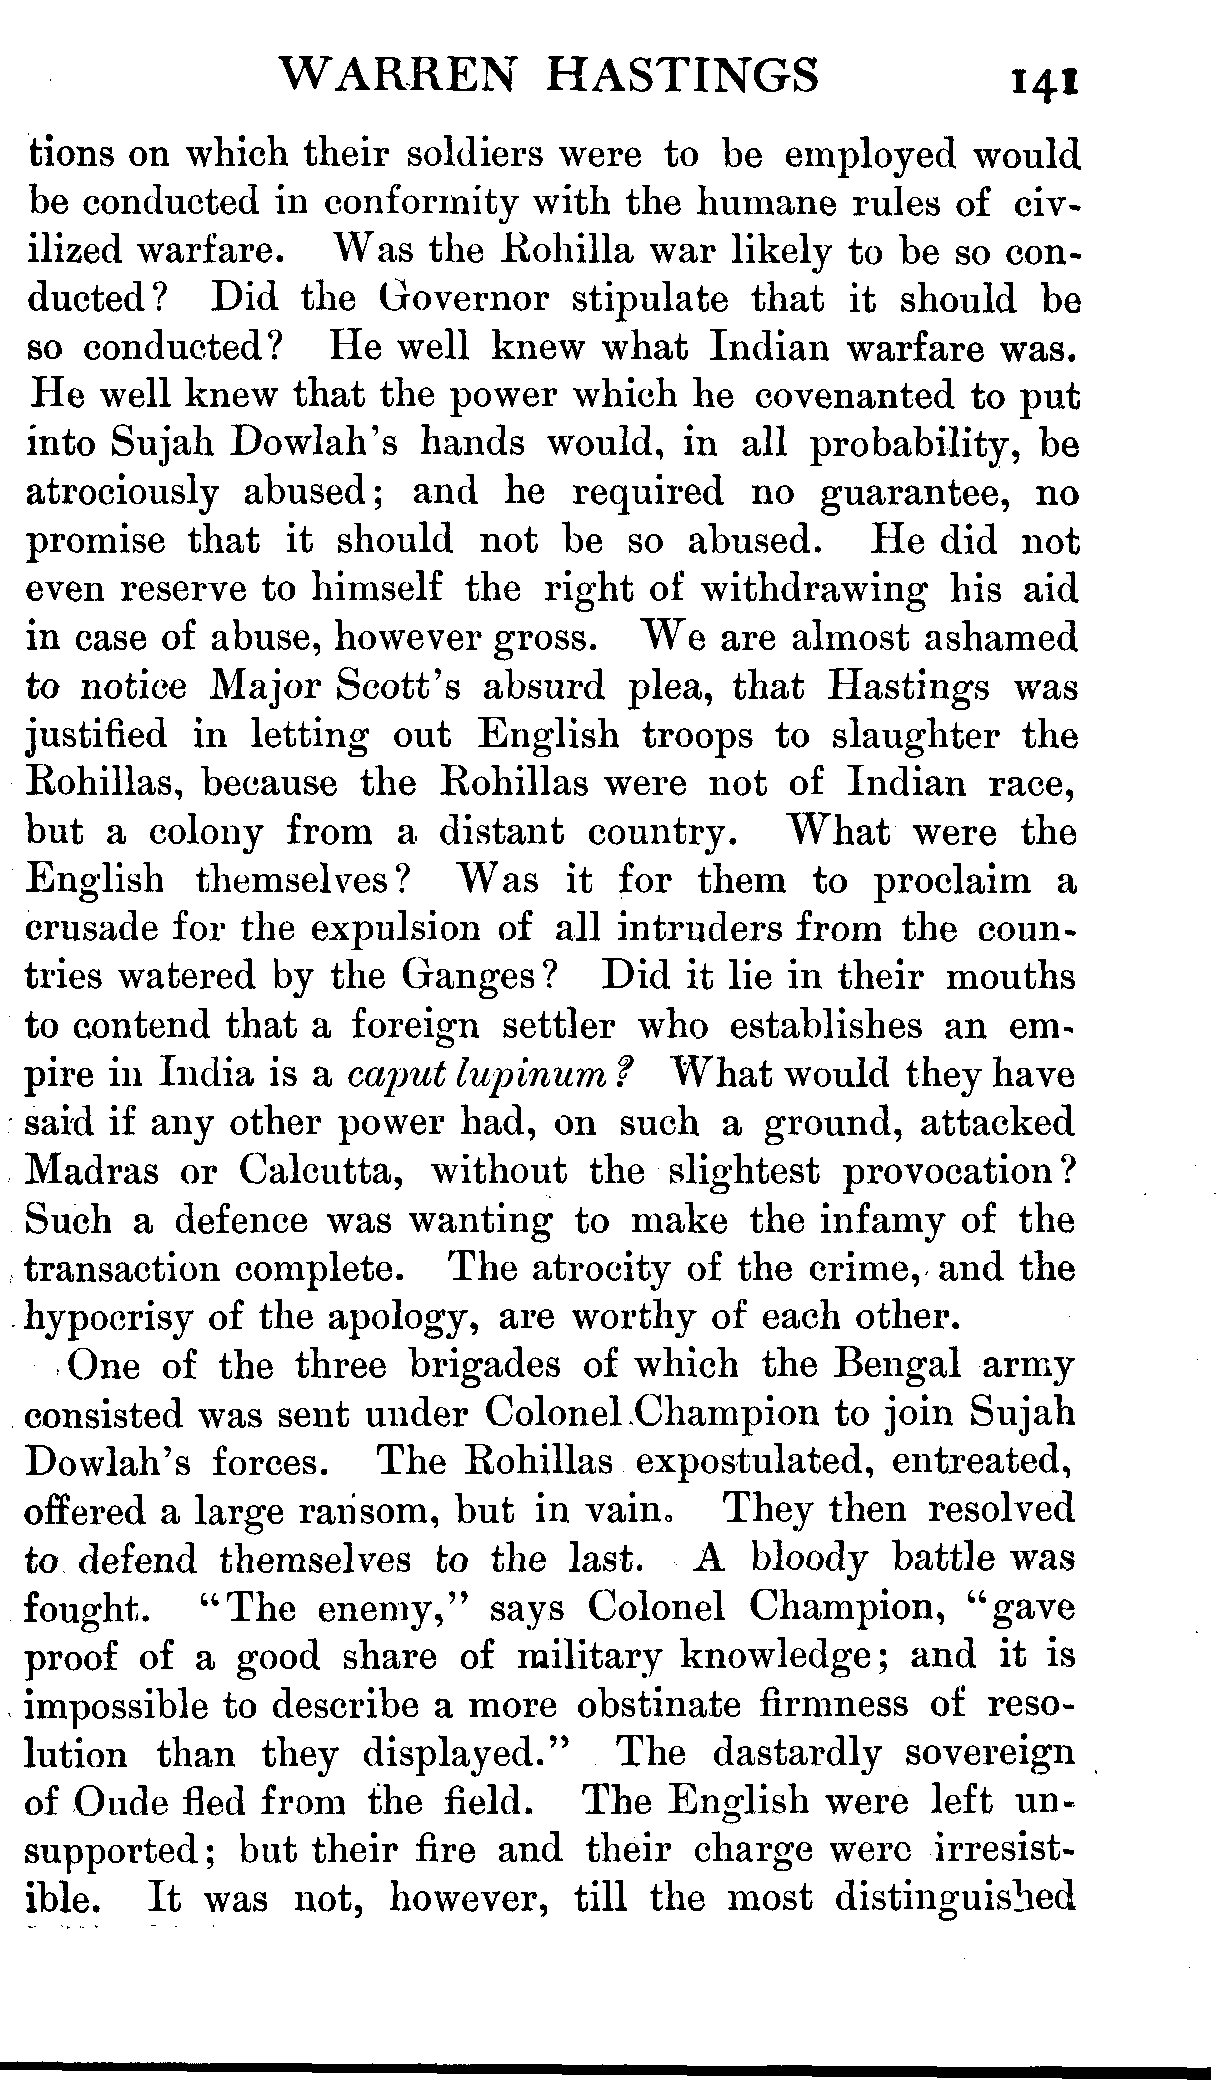 WARREN HASTINGS 141
tions on which their soldiers were to be employed would
be conducted in conformity with the humane rules of civ-
ilized warfare. Was the Rohilla war likely to be so con-
ducted? Did the Governor stipulate that it should be
so conducted? He well knew what Indian warfare was.
He well knew that the power which he covenanted to put
into Sujah Dowlah's hands would, in all probability, be
atrociously abused; and he required no guarantee, no
promise that it should not be so abused. He did not
even reserve to himself the right of withdrawing his aid
in case of abuse, however gross. We are almost ashamed
to notice Major Scott's absurd plea, that Hastings was
justified in letting out English troops to slaughter the
Rohillas, because the Rohillas were not of Indian race,
but a colony from a distant country. What were the
English themselves? Was it for them to proclaim a
crusade for the expulsion of all intruders from the coun-
tries watered by the Ganges? Did it lie in their mouths
to contend that a foreign settler who establishes an em-
pire in India is a caput lupinum? What would they have
said if any other power had, on such a ground, attacked
Madras or Calcutta, without the slightest provocation?
Such a defence was wanting to make the infamy of the
transaction complete. The atrocity of the crime, and the
hypocrisy of the apology, are worthy of each other.
One of the three brigades of which the Bengal army
consisted was sent under Colonel Champion to join Sujah
Dowlah's forces. The Rohillas expostulated, entreated,
offered a large ransom, but in vain. They then resolved
to defend themselves to the last. A bloody battle was
fought. "The enemy," says Colonel Champion, "gave
proof of a good share of military knowledge; and it is
impossible to describe a more obstinate firmness of reso-
lution than they displayed." The dastardly sovereign
of Oude fled from the field. The English were left un-
supported; but their fire and their charge were irresist-
ible. It was not, however, till the most distinguished